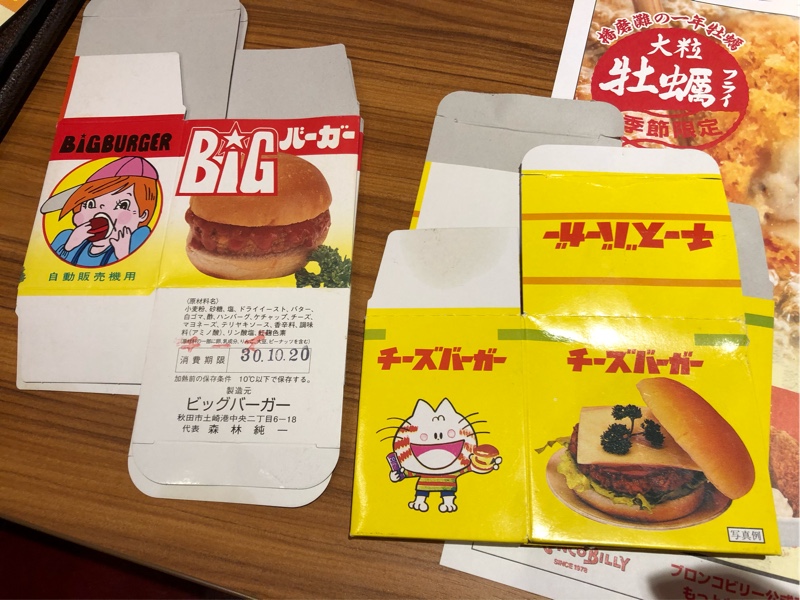 BiGBURGER
自動販売機用
BiG バーガー
(原材料名)
小麦粉、砂糖、塩、ドライイースト、バター、
白ゴマ、酢、ハンバーグ、ケチャップ、チーズ、
マヨネーズ、テリヤキソース、香辛料、調味
料(アミノ酸)、リン酸塩、紅麹色素
消費期限 30.10.20
加熱前の保存条件 10℃以下で保存する。
製造元
ビッグバーガー
秋田市土崎港中央二丁目6-18
代表 森林純一
チーズバーガー
チーズバーガー
チーズバーガー
写真例
播磨灘の一年牡蠣
大粒
牡蠣フライ
季節限定
BILLY
SINCE 1978
ブロンコビリー公式
もっと